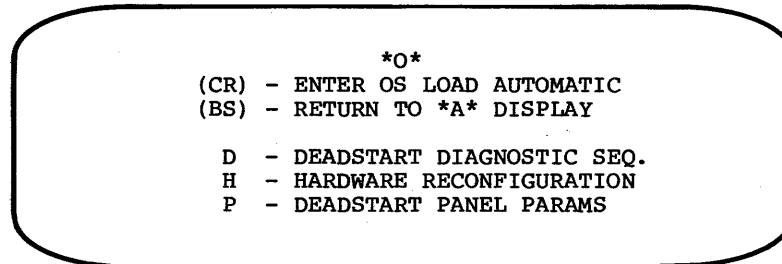 *O*
(CR) - ENTER OS LOAD AUTOMATIC
(BS) - RETURN TO *A* DISPLAY
D - DEADSTART DIAGNOSTIC SEQ.
H - HARDWARE RECONFIGURATION
P - DEADSTART PANEL PARAMS